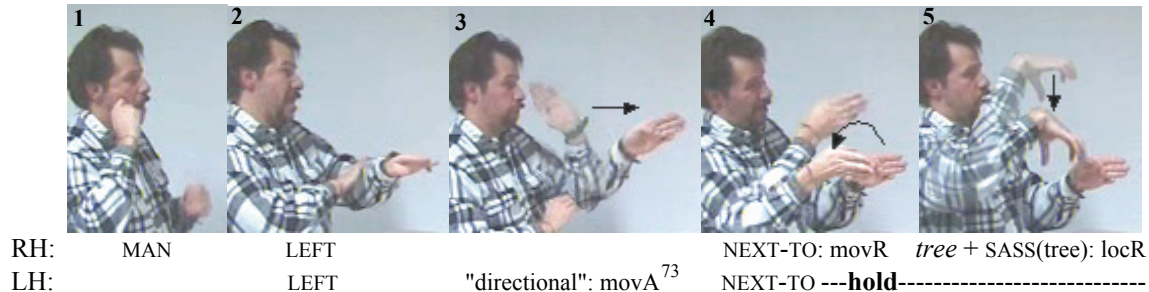 1 2 3 4 5
RH: MAN LEFT NEXT-TO: movR tree + SASS(tree): locR
LH: LEFT "directional": movA73 NEXT-TO ---hold----------------------------